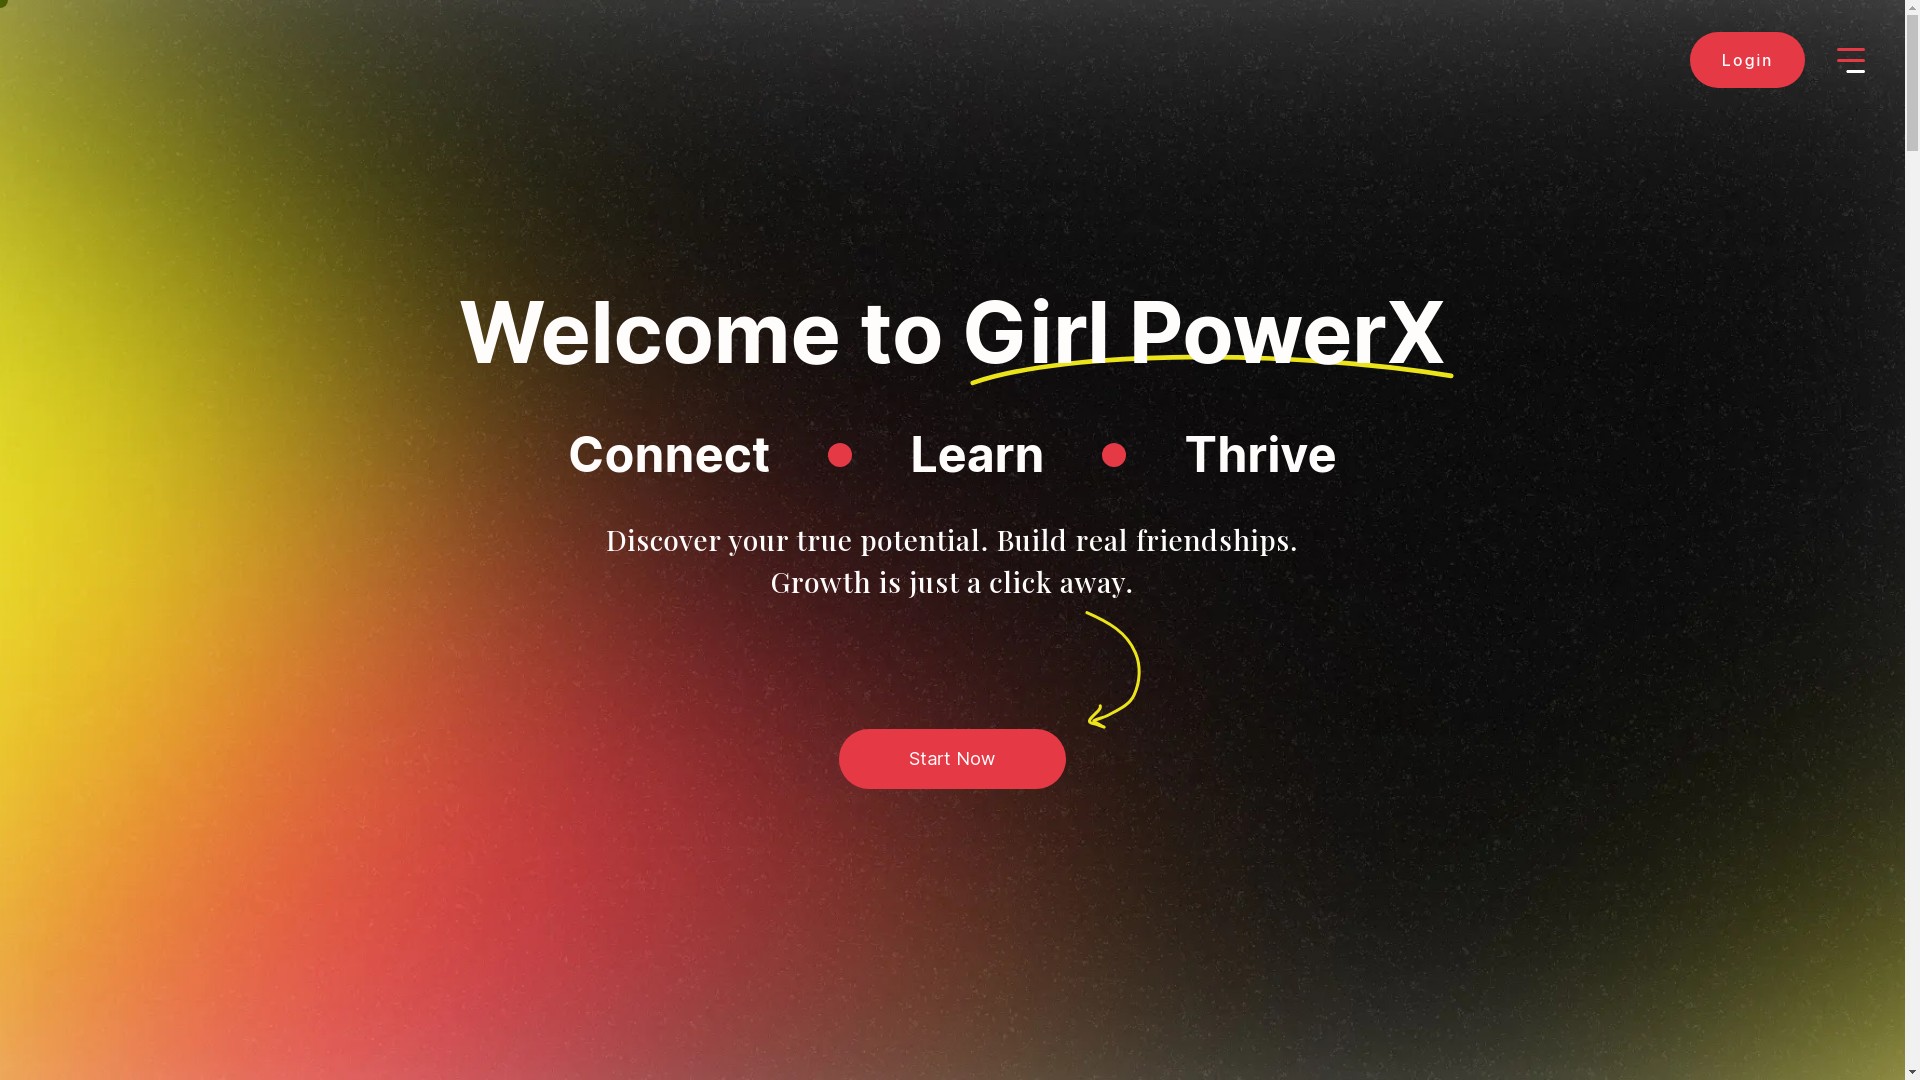 Login
Welcome to Girl PowerX
Connect Learn Thrive
Discover your true potential. Build real friendships.
Growth is just a click away.
Start Now